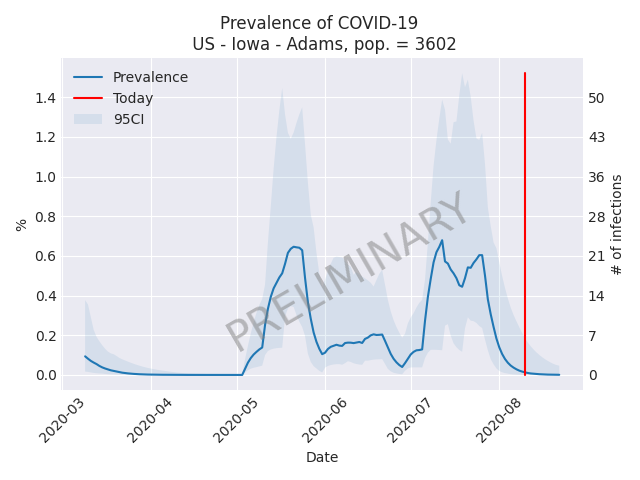 Prevalence of COVID-19
US - Iowa - Adams, pop. = 3602
Prevalence
Today
95CI
%
1.4
1.2
1.0
0.8
0.6
0.4
0.2
0.0
50
43
36
28
21
14
7
0
# of infections
PRELIMINARY
2020-03
2020-04
2020-05
2020-06
2020-07
2020-08
Date